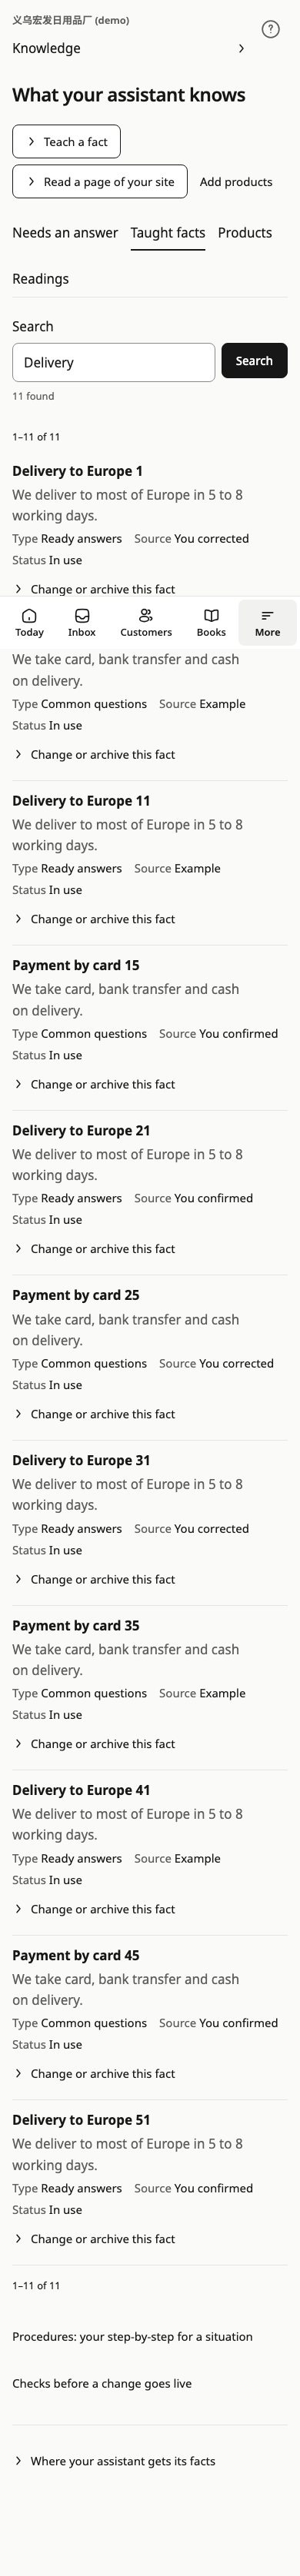 义乌宏发日用品厂 (demo)
Knowledge
What your assistant knows
Teach a fact
Read a page of your site Add products
Needs an answer Taught facts Products
Readings
Search
Delivery Search
11 found
1–11 of 11
Delivery to Europe 1
We deliver to most of Europe in 5 to 8
working days.
Type Ready answers Source You corrected
Status In use
Change or archive this fact
Today Inbox Customers Books More
We take card, bank transfer and cash
on delivery.
Type Common questions Source Example
Status In use
Change or archive this fact
Delivery to Europe 11
We deliver to most of Europe in 5 to 8
working days.
Type Ready answers Source Example
Status In use
Change or archive this fact
Payment by card 15
We take card, bank transfer and cash
on delivery.
Type Common questions Source You confirmed
Status In use
Change or archive this fact
Delivery to Europe 21
We deliver to most of Europe in 5 to 8
working days.
Type Ready answers Source You confirmed
Status In use
Change or archive this fact
Payment by card 25
We take card, bank transfer and cash
on delivery.
Type Common questions Source You corrected
Status In use
Change or archive this fact
Delivery to Europe 31
We deliver to most of Europe in 5 to 8
working days.
Type Ready answers Source You corrected
Status In use
Change or archive this fact
Payment by card 35
We take card, bank transfer and cash
on delivery.
Type Common questions Source Example
Status In use
Change or archive this fact
Delivery to Europe 41
We deliver to most of Europe in 5 to 8
working days.
Type Ready answers Source Example
Status In use
Change or archive this fact
Payment by card 45
We take card, bank transfer and cash
on delivery.
Type Common questions Source You confirmed
Status In use
Change or archive this fact
Delivery to Europe 51
We deliver to most of Europe in 5 to 8
working days.
Type Ready answers Source You confirmed
Status In use
Change or archive this fact
1–11 of 11
Procedures: your step-by-step for a situation
Checks before a change goes live
Where your assistant gets its facts